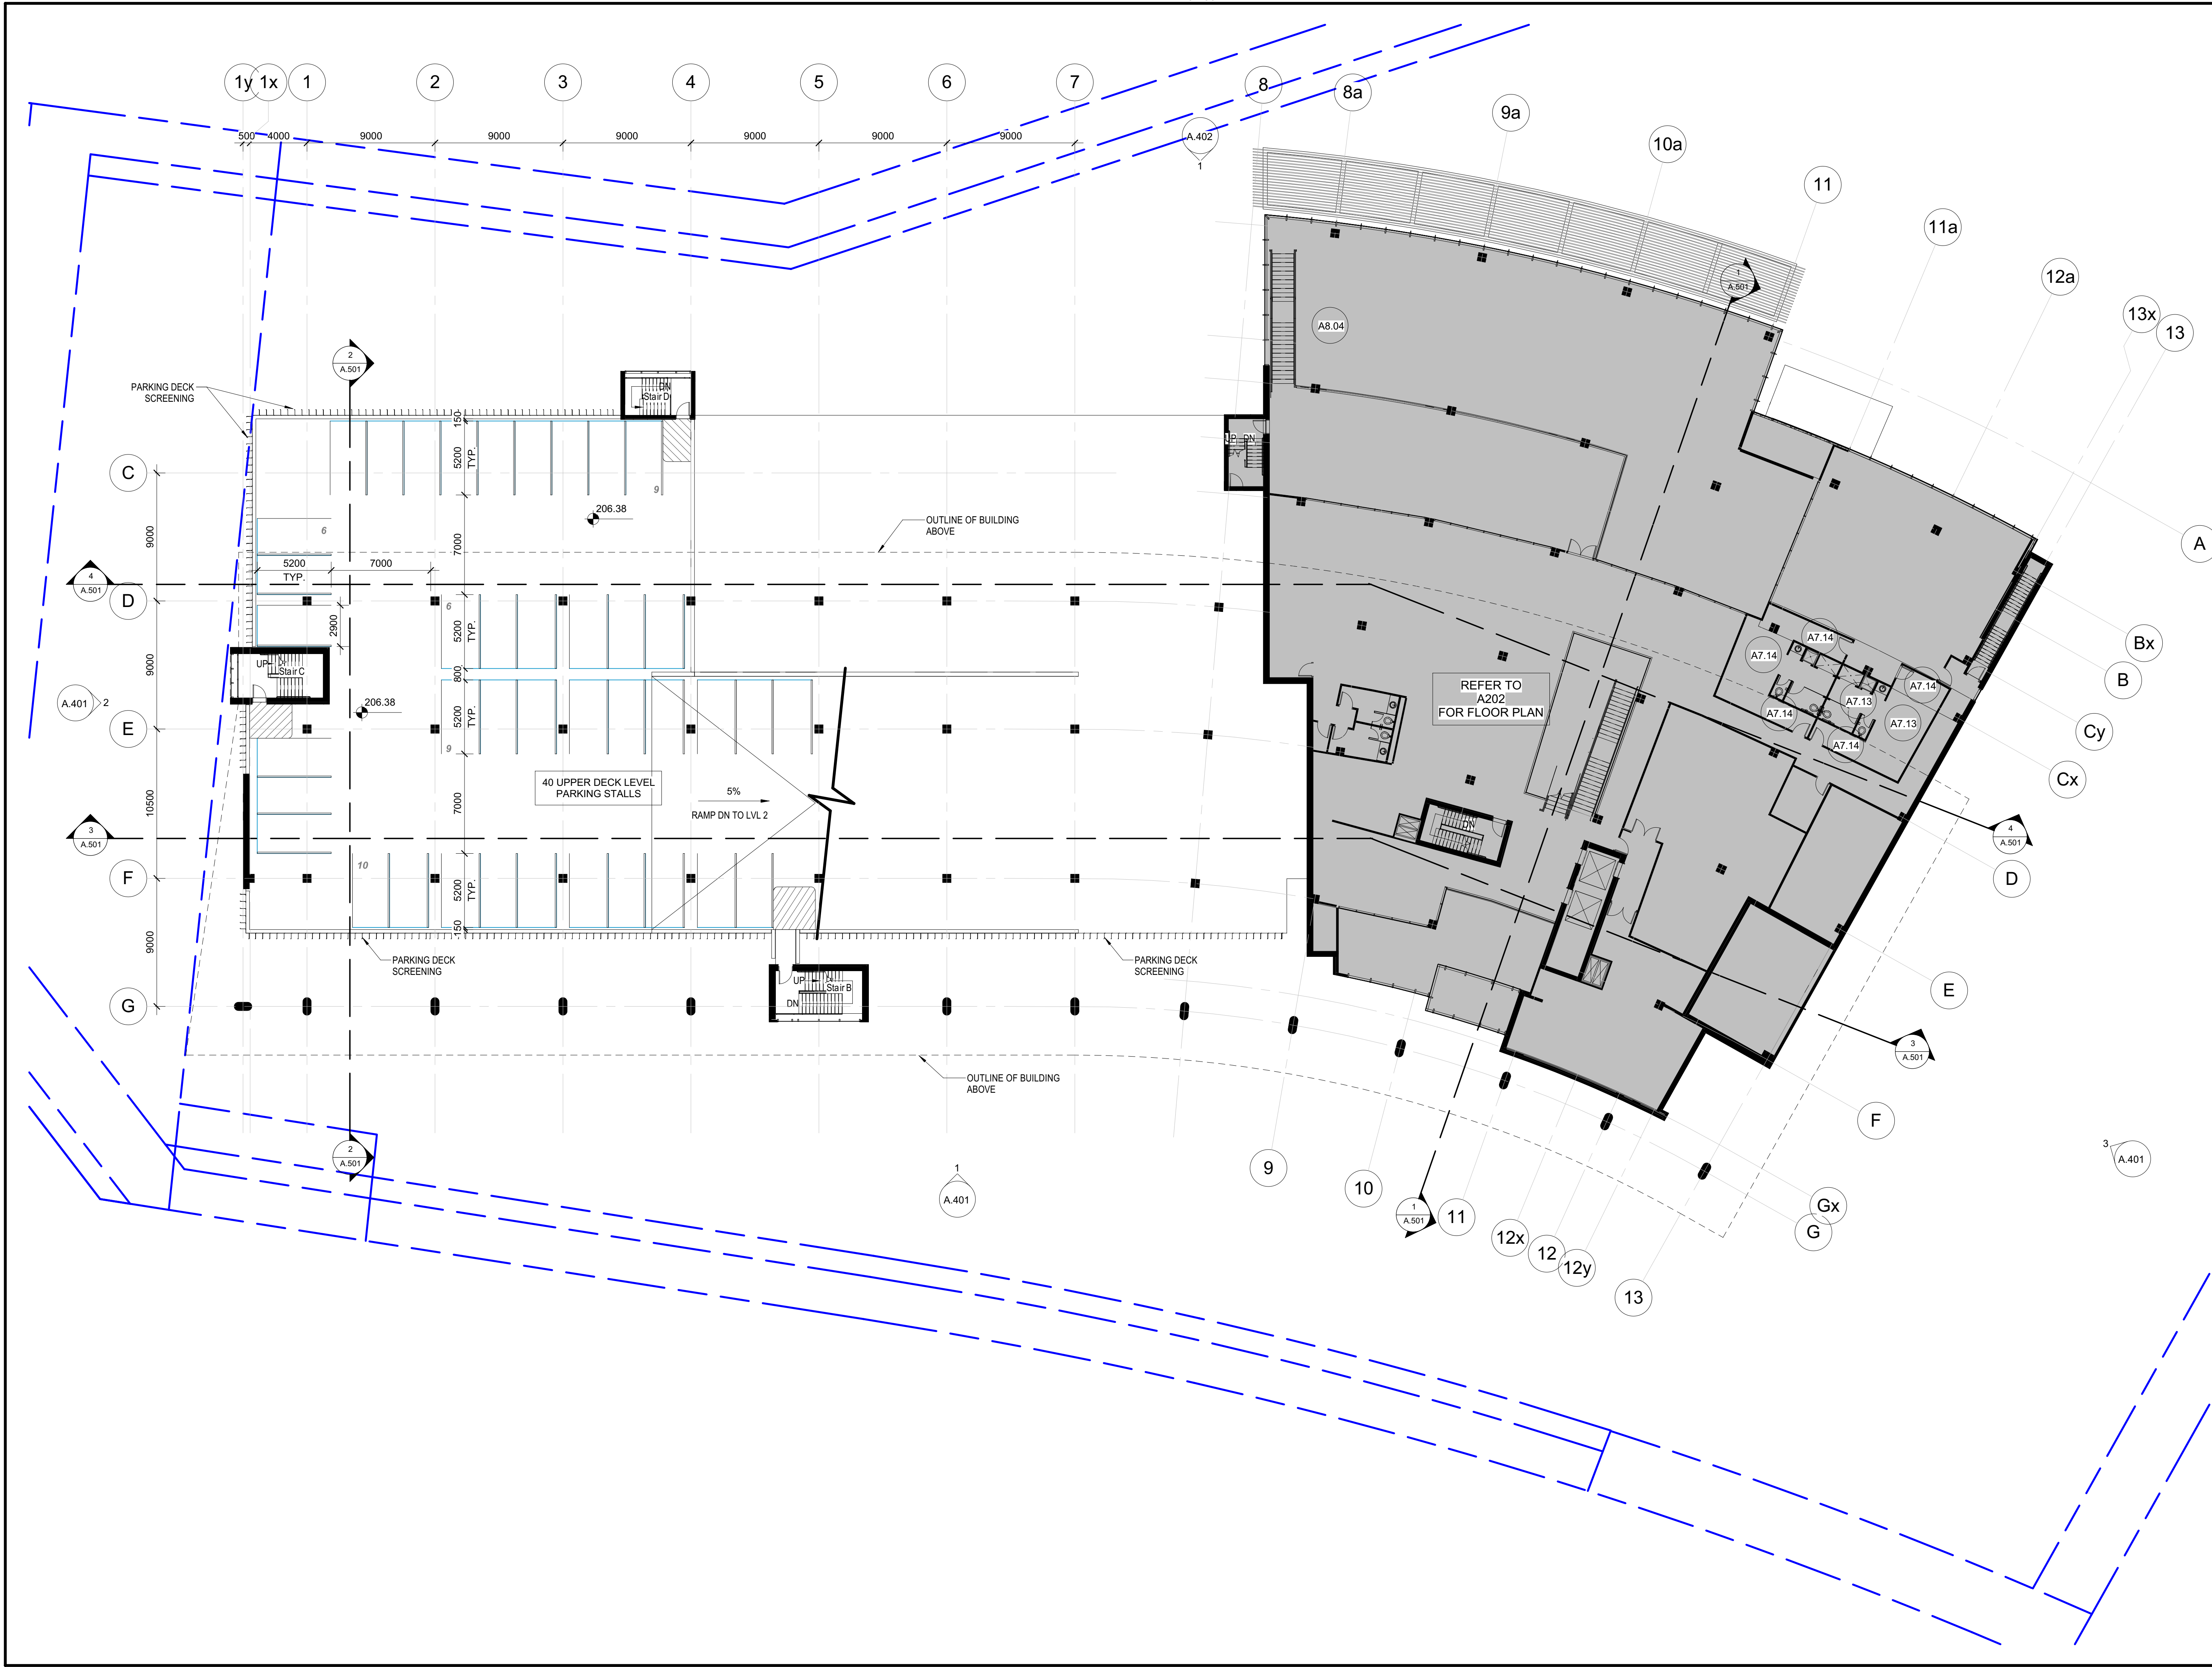 1y
1x
1
2
3
4
5
6
7
8
8a
9a
10a
11
11a
12a
13x
13
500
4000
9000
9000
9000
9000
9000
9000
A.402
1
1
A.501
A8.04
2
A.501
PARKING DECK
SCREENING
DN
Stair D
150
5200
TYP.
UP
DN
C
9
6
206.38
OUTLINE OF BUILDING
ABOVE
9000
7000
A
5200
TYP.
7000
4
A.501
D
6
2900
5200
TYP.
A7.14
A7.14
Bx
B
UP
Stair C
800
9000
A.401
2
206.38
5200
E
9
REFER TO
A202
FOR FLOOR PLAN
A7.14
A7.13
A7.14
A7.13
A7.14
Cy
Cx
40 UPPER DECK LEVEL
PARKING STALLS
5%
RAMP DN TO LVL 2
10500
7000
3
A.501
DN
4
A.501
F
10
5200
TYP.
150
D
9000
PARKING DECK
SCREENING
PARKING DECK
SCREENING
UP
Stair B
DN
G
E
3
A.501
OUTLINE OF BUILDING
ABOVE
F
2
A.501
3
A.401
1
A.401
9
10
1
A.501
11
12x
12
12y
13
Gx
G